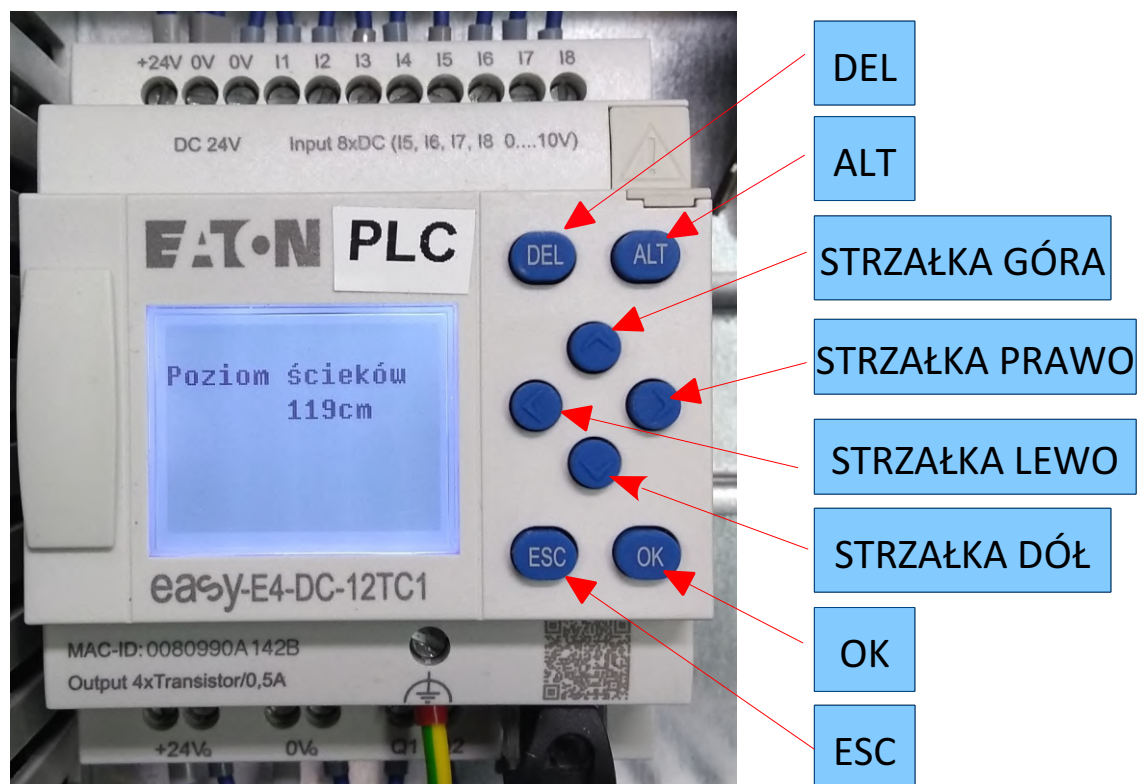 +24V 0V 0V I1 I2 I3 I4 I5 I6 I7 I8
DC 24V Input 8xDC (I5, I6, I7, I8 0....10V)
EATON PLC
DEL ALT
Poziom ścieków
119cm
ESC OK
easy-E4-DC-12TC1
MAC-ID: 0080990A142B
Output 4xTransistor/0,5A
+24VQ 0VQ Q1
DEL
ALT
STRZAŁKA GÓRA
STRZAŁKA PRAWO
STRZAŁKA LEWO
STRZAŁKA DÓŁ
OK
ESC